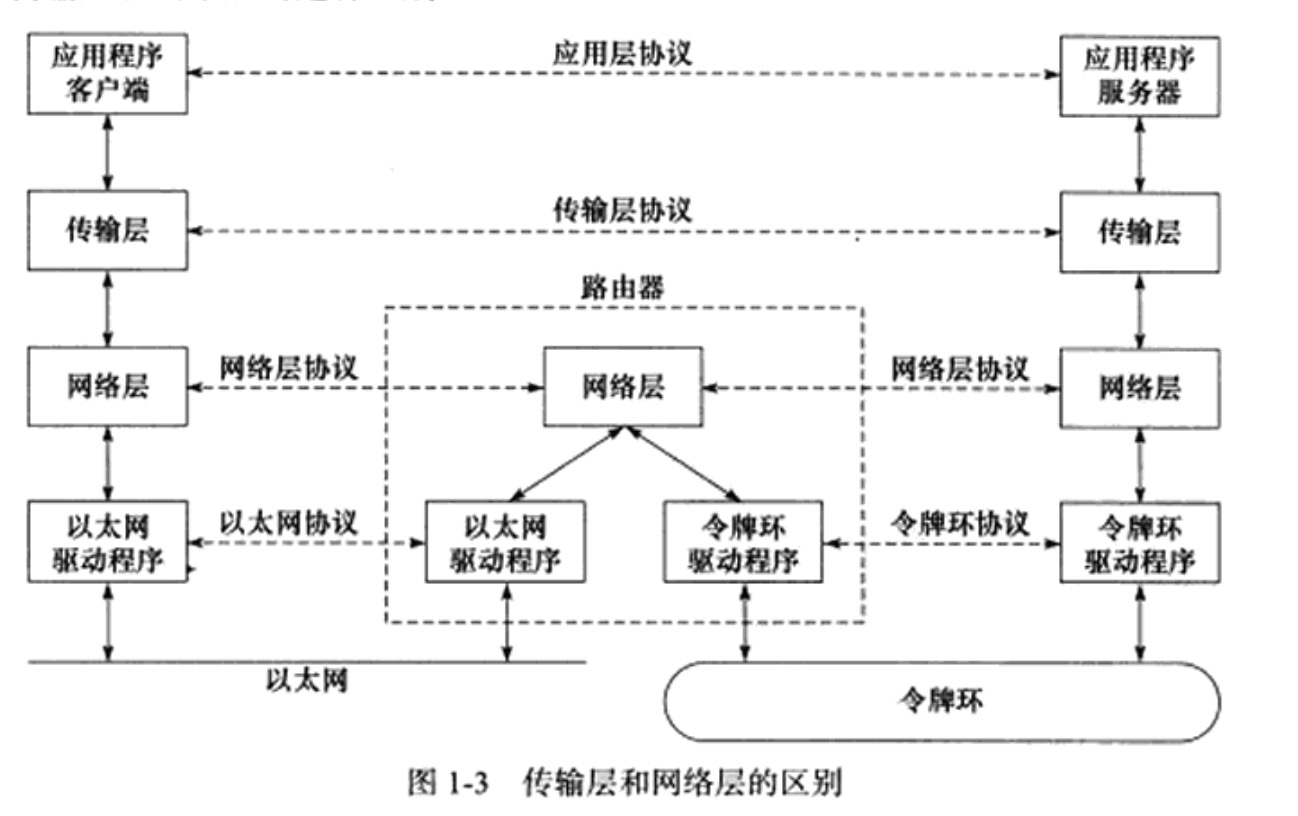 应用程序
客户端
应用层协议
应用程序
服务器
传输层
传输层协议
传输层
路由器
网络层
网络层协议
网络层
网络层协议
网络层
以太网
驱动程序
以太网协议
以太网
驱动程序
令牌环
驱动程序
令牌环协议
令牌环
驱动程序
以太网
令牌环
图 1-3 传输层和网络层的区别